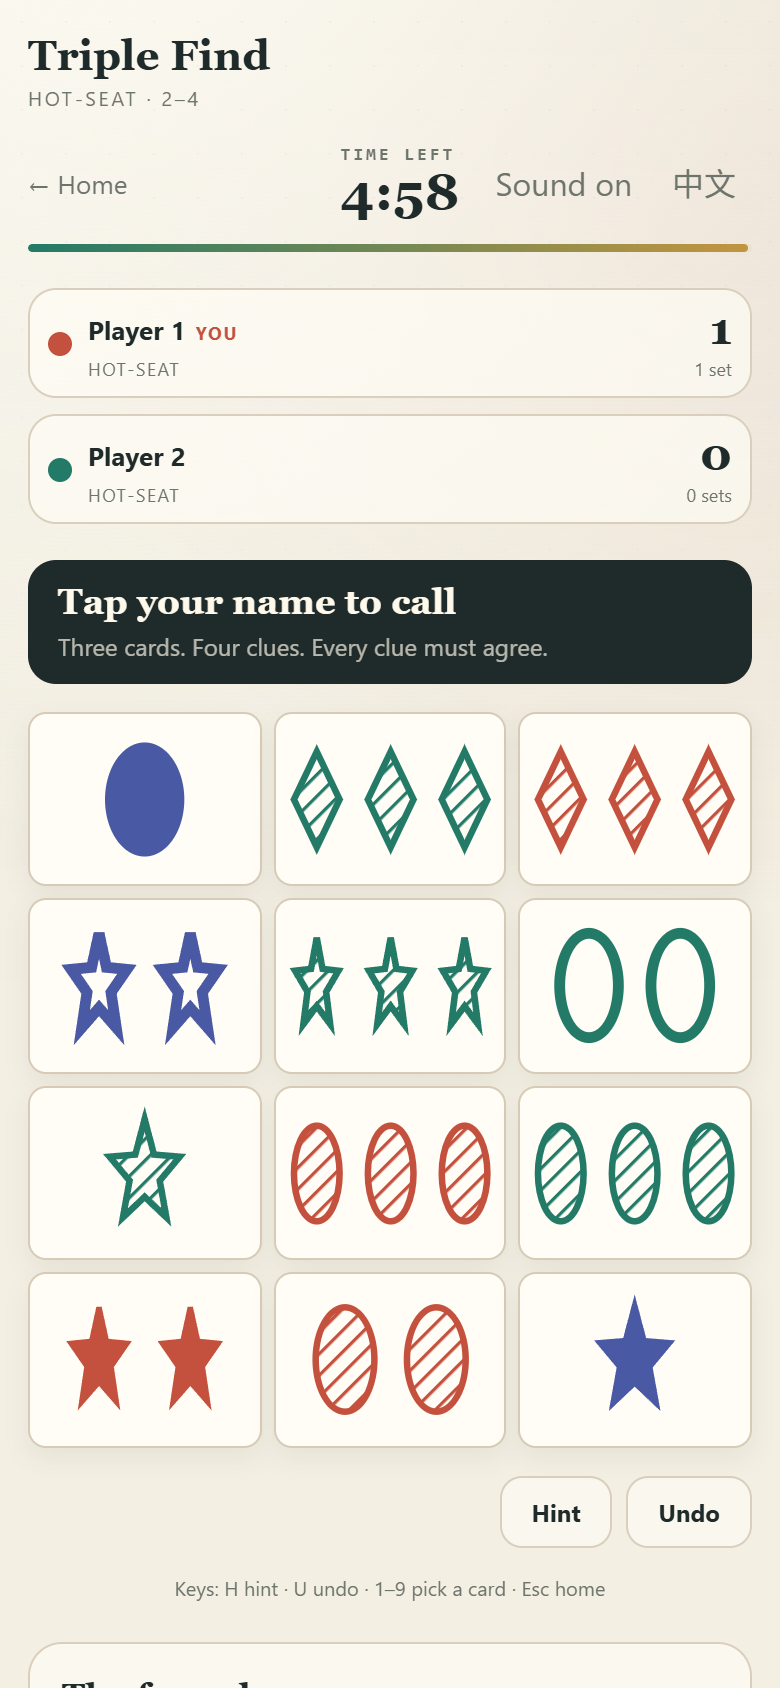 Triple Find
HOT-SEAT · 2–4
← Home
TIME LEFT
4:58
Sound on
中文
Player 1 YOU
HOT-SEAT
1
1 set
Player 2
HOT-SEAT
0
0 sets
Tap your name to call
Three cards. Four clues. Every clue must agree.
Hint
Undo
Keys: H hint · U undo · 1–9 pick a card · Esc home